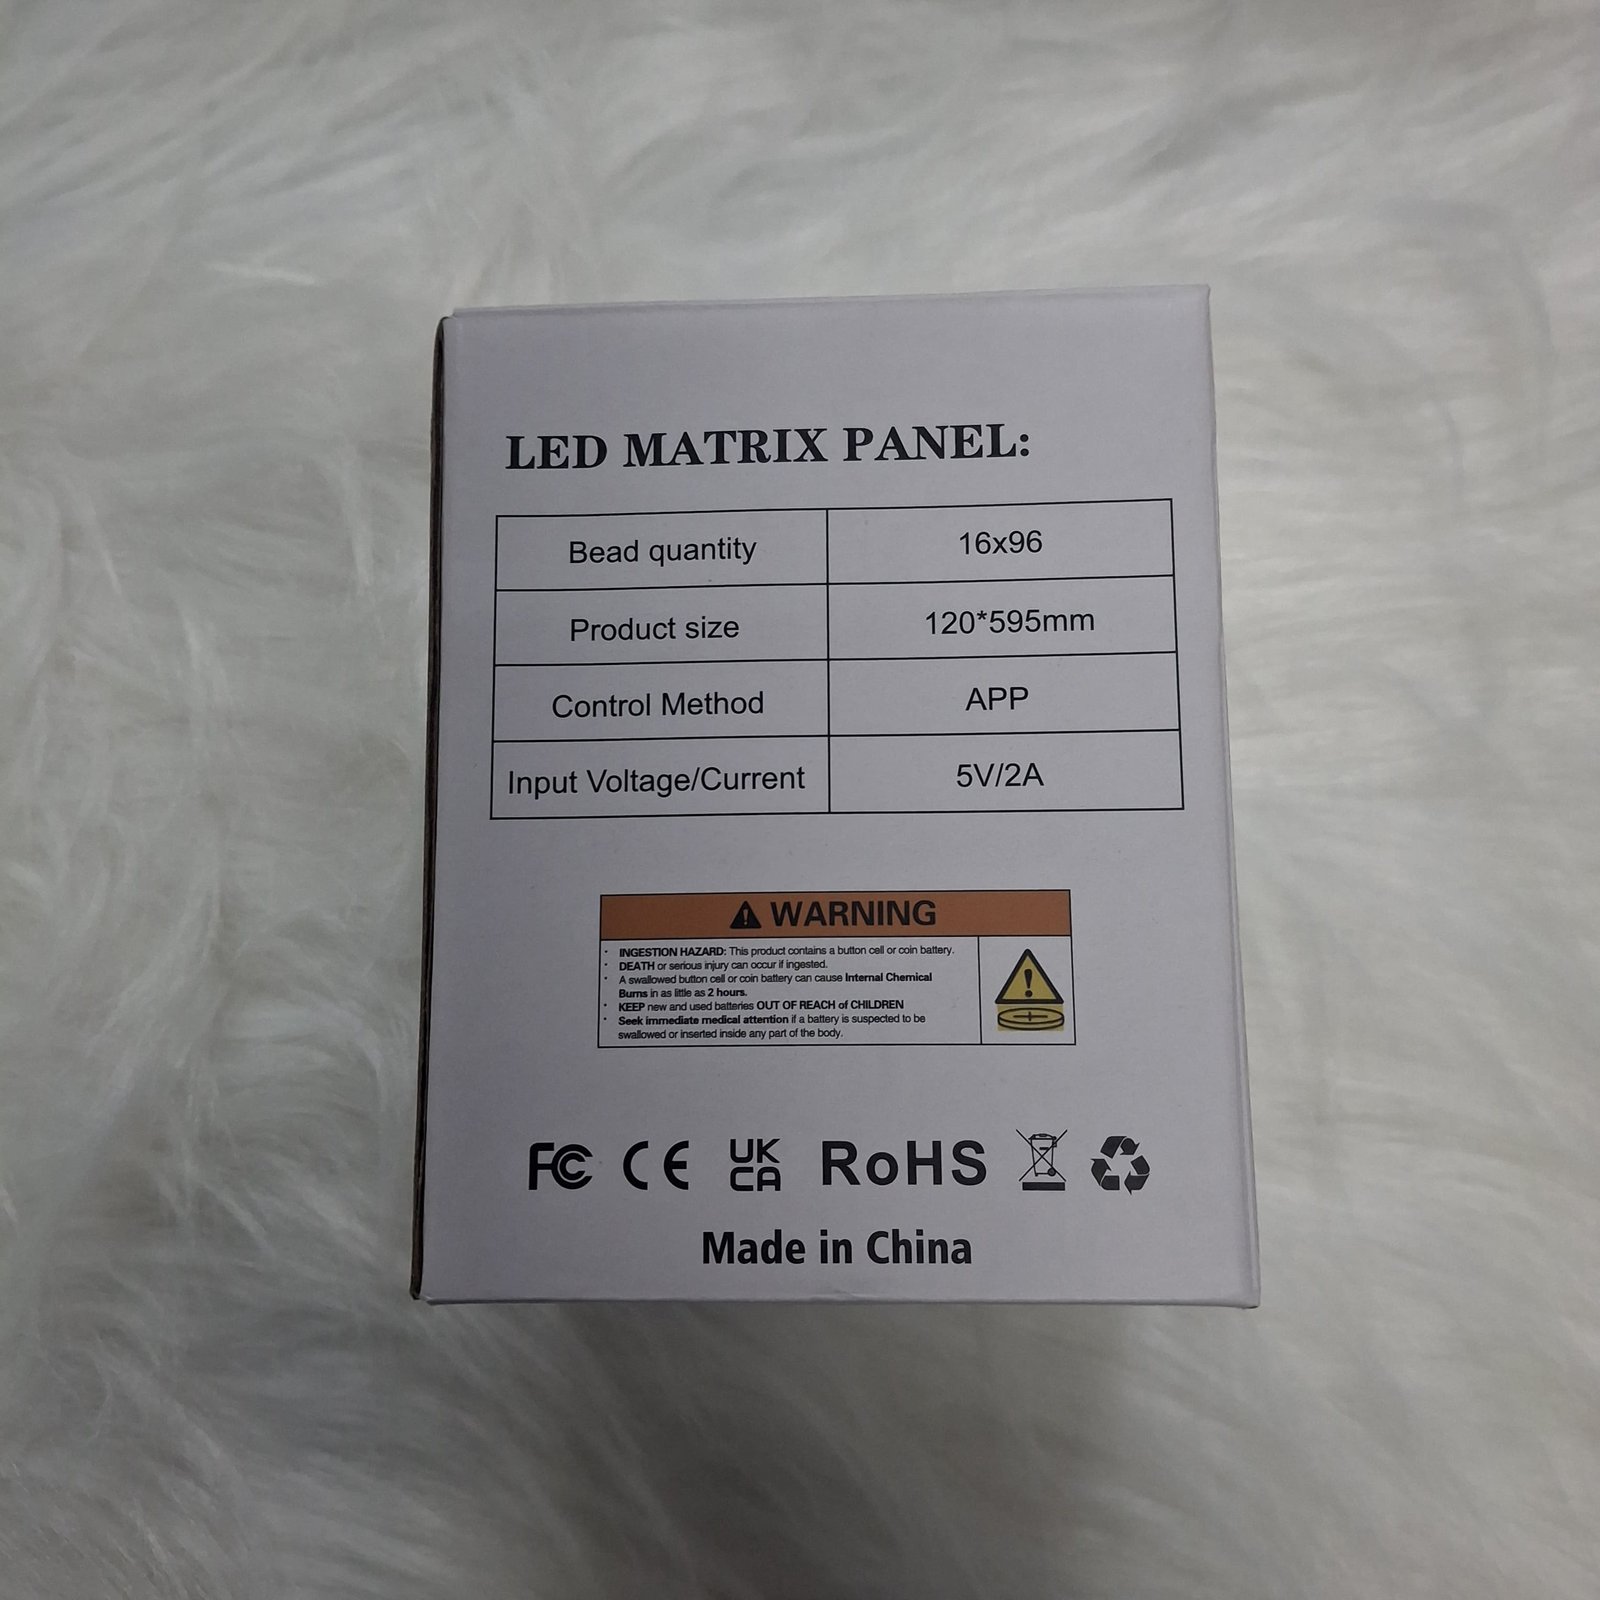 LED MATRIX PANEL:
Bead quantity 16x96
Product size 120*595mm
Control Method APP
Input Voltage/Current 5V/2A
WARNING
· INGESTION HAZARD: This product contains a button cell or coin battery.
· DEATH or serious injury can occur if ingested.
· A swallowed button cell or coin battery can cause Internal Chemical
Burns in as little as 2 hours.
· KEEP new and used batteries OUT OF REACH of CHILDREN
· Seek immediate medical attention if a battery is suspected to be
swallowed or inserted inside any part of the body.
FC CE UK CA RoHS
Made in China